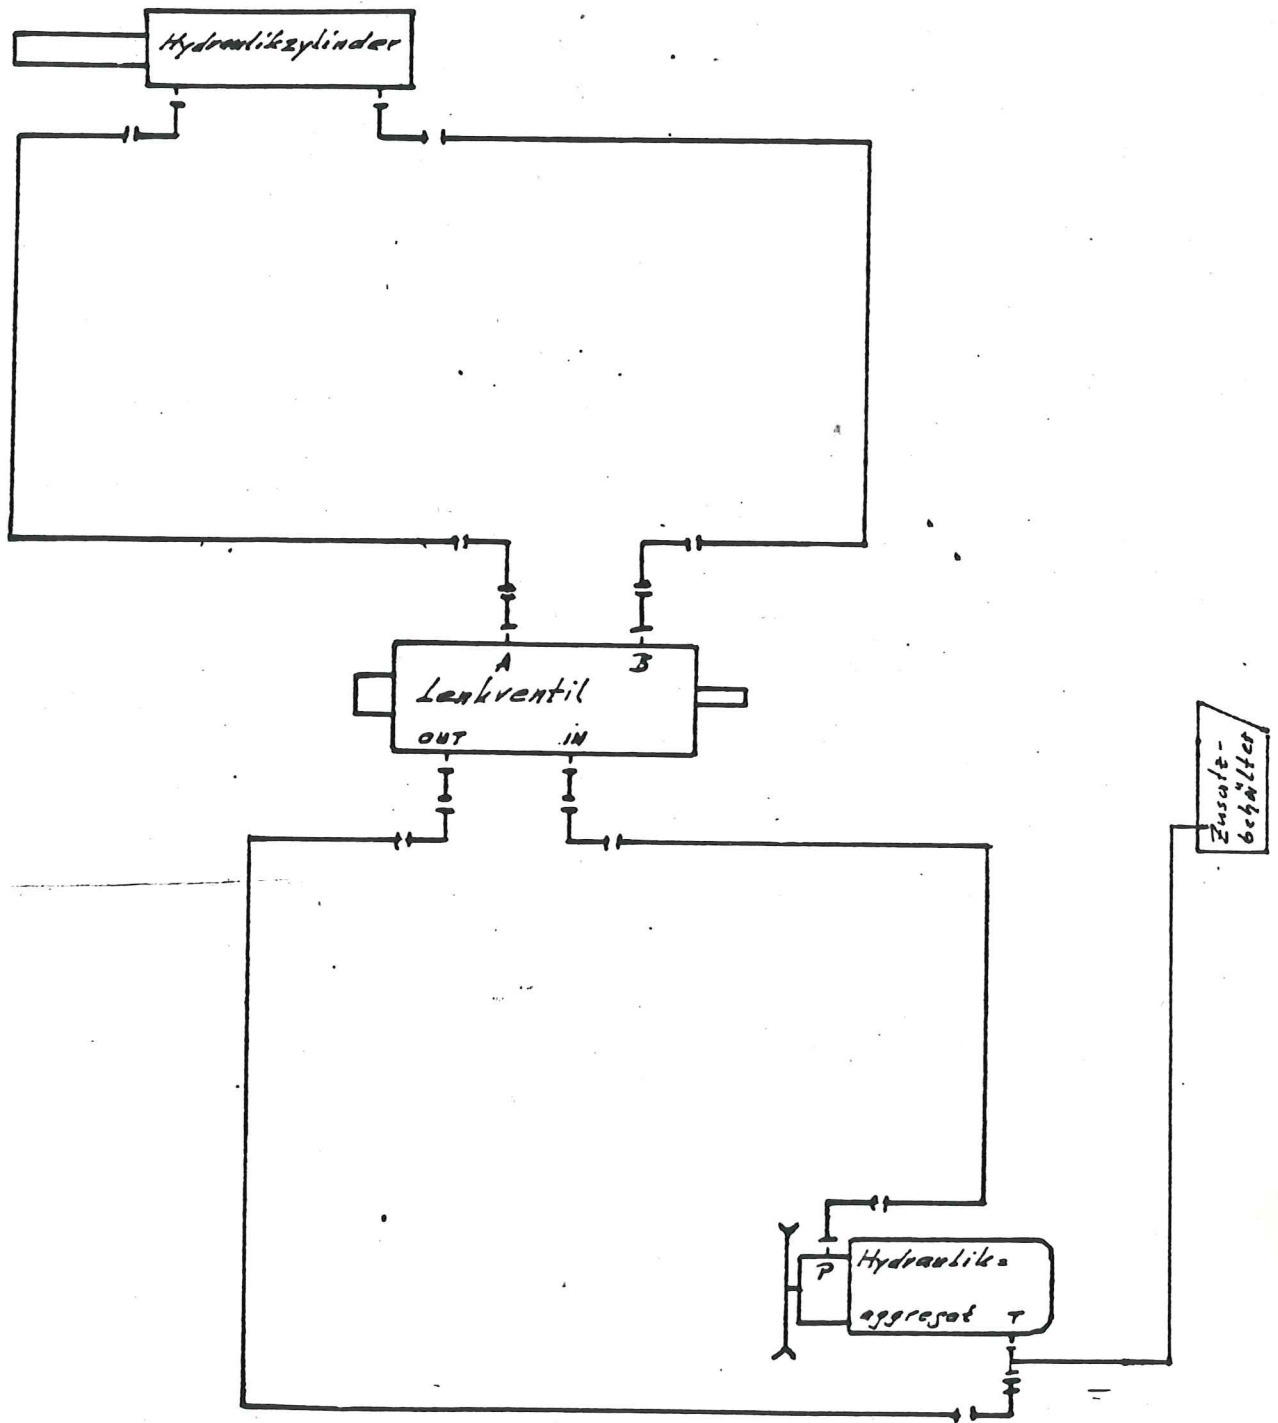 Hydraulikzylinder
A B
Lenkventil
OUT IN
Zusatz-
behälter
P
Hydraulik=
aggregat T